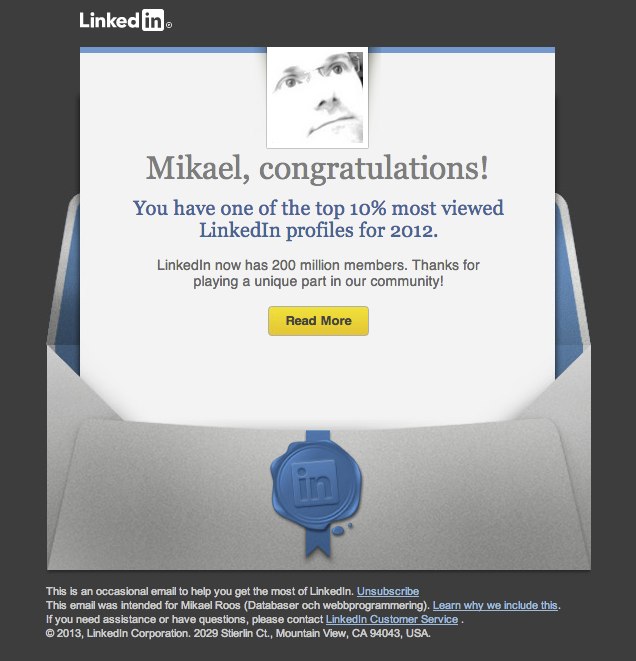 Linked in
Mikael, congratulations!
You have one of the top 10% most viewed
LinkedIn profiles for 2012.
LinkedIn now has 200 million members. Thanks for
playing a unique part in our community!
Read More
in
This is an occasional email to help you get the most of LinkedIn. Unsubscribe
This email was intended for Mikael Roos (Databaser och webbprogrammering). Learn why we include this.
If you need assistance or have questions, please contact LinkedIn Customer Service .
© 2013, LinkedIn Corporation. 2029 Stierlin Ct., Mountain View, CA 94043, USA.